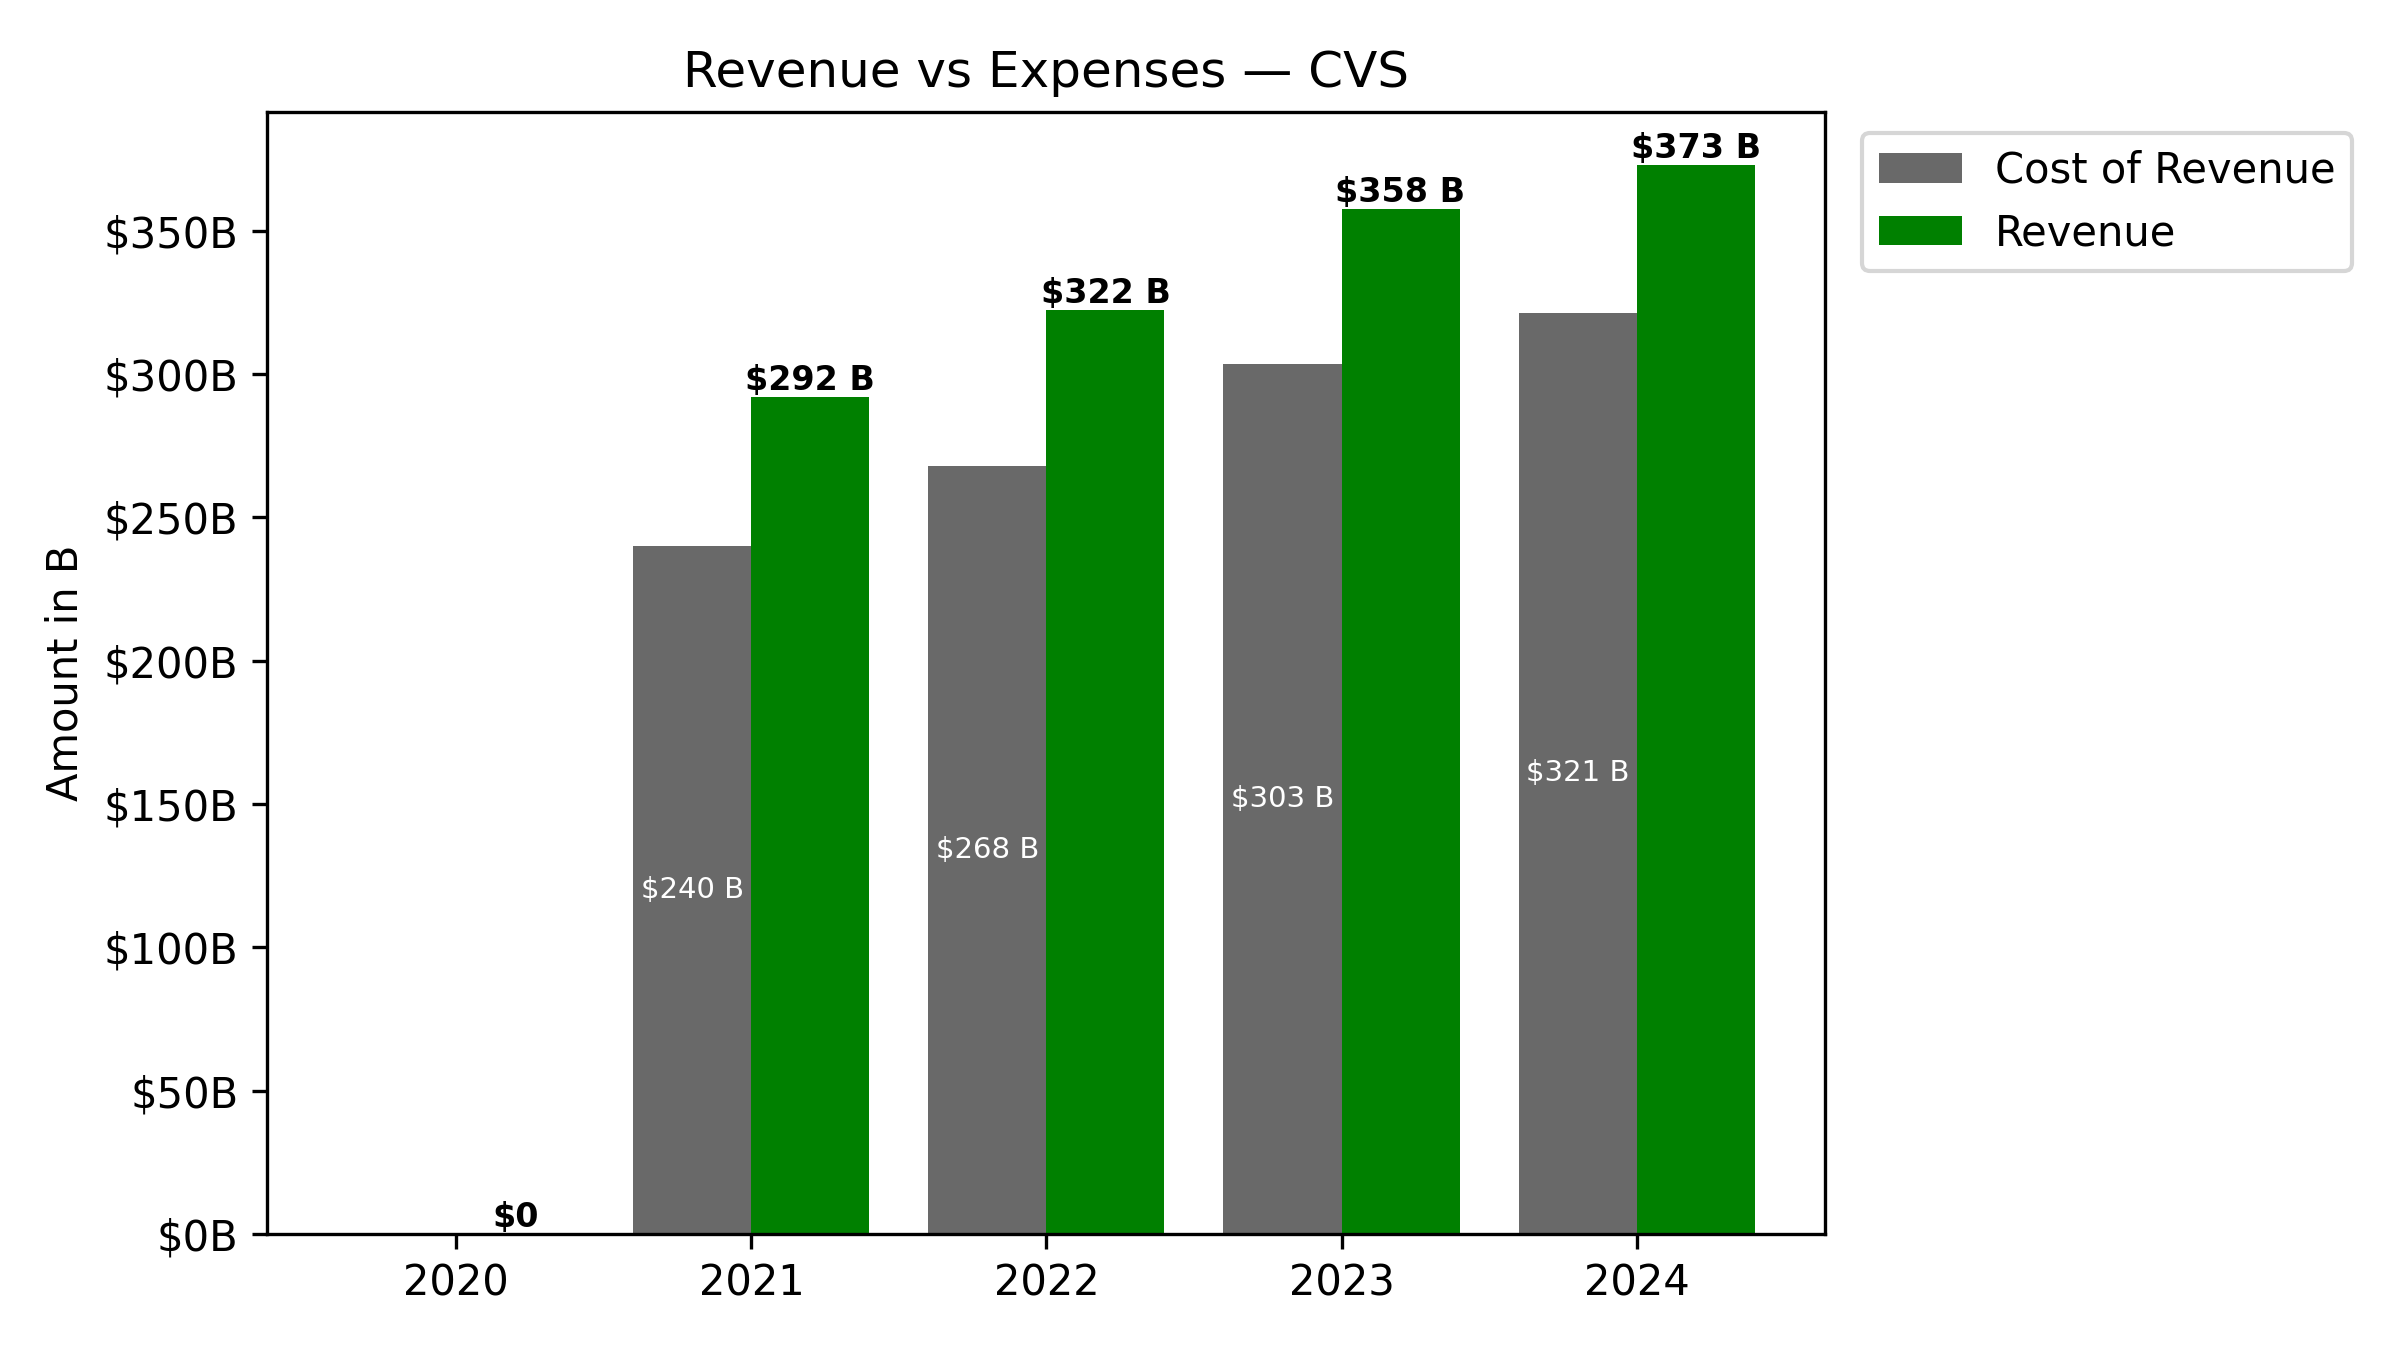 Revenue vs Expenses — CVS
Cost of Revenue
Revenue
Amount in B
$350B
$300B
$250B
$200B
$150B
$100B
$50B
$0B
$0
$240 B
$292 B
$268 B
$322 B
$303 B
$358 B
$321 B
$373 B
2020
2021
2022
2023
2024